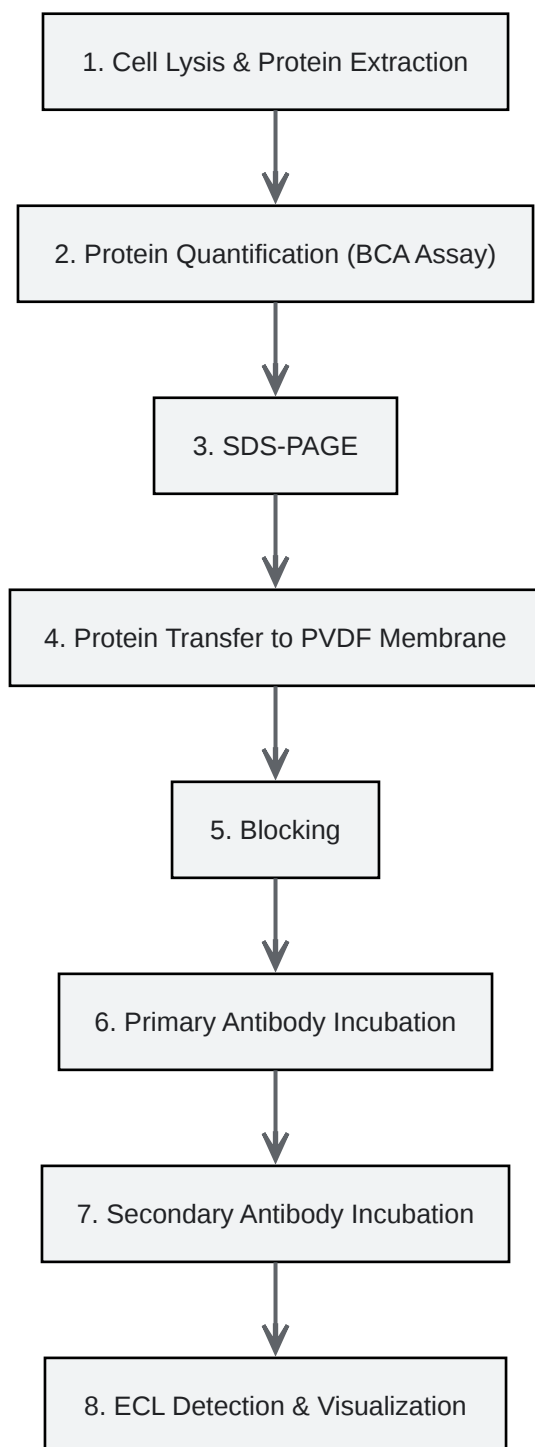 1. Cell Lysis & Protein Extraction
2. Protein Quantification (BCA Assay)
3. SDS-PAGE
4. Protein Transfer to PVDF Membrane
5. Blocking
6. Primary Antibody Incubation
7. Secondary Antibody Incubation
8. ECL Detection & Visualization